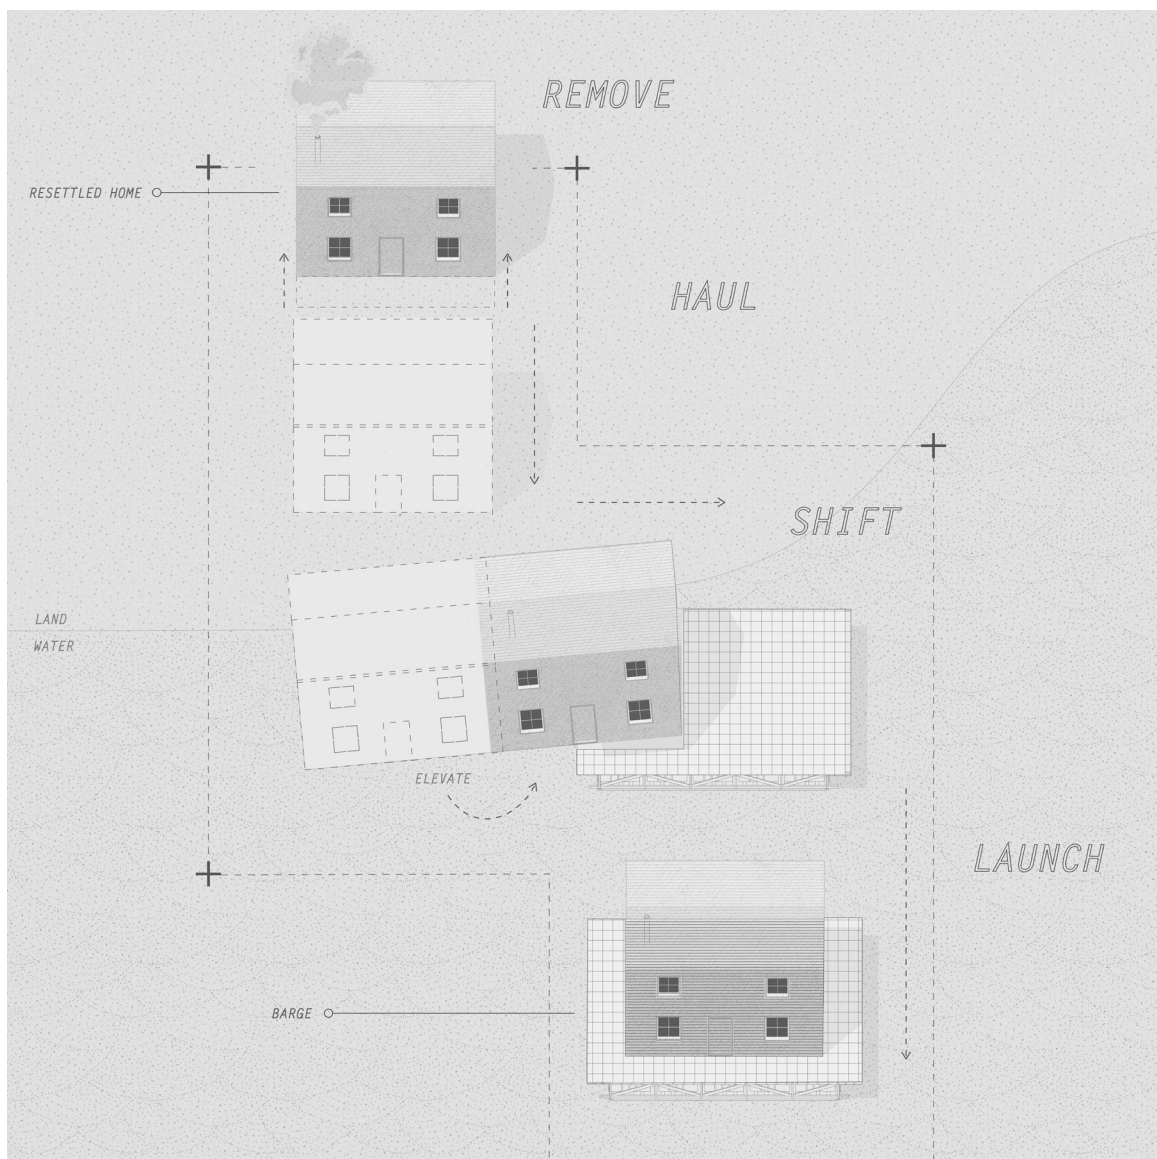 REMOVE
RESETTLED HOME
HAUL
SHIFT
LAND
WATER
ELEVATE
LAUNCH
BARGE